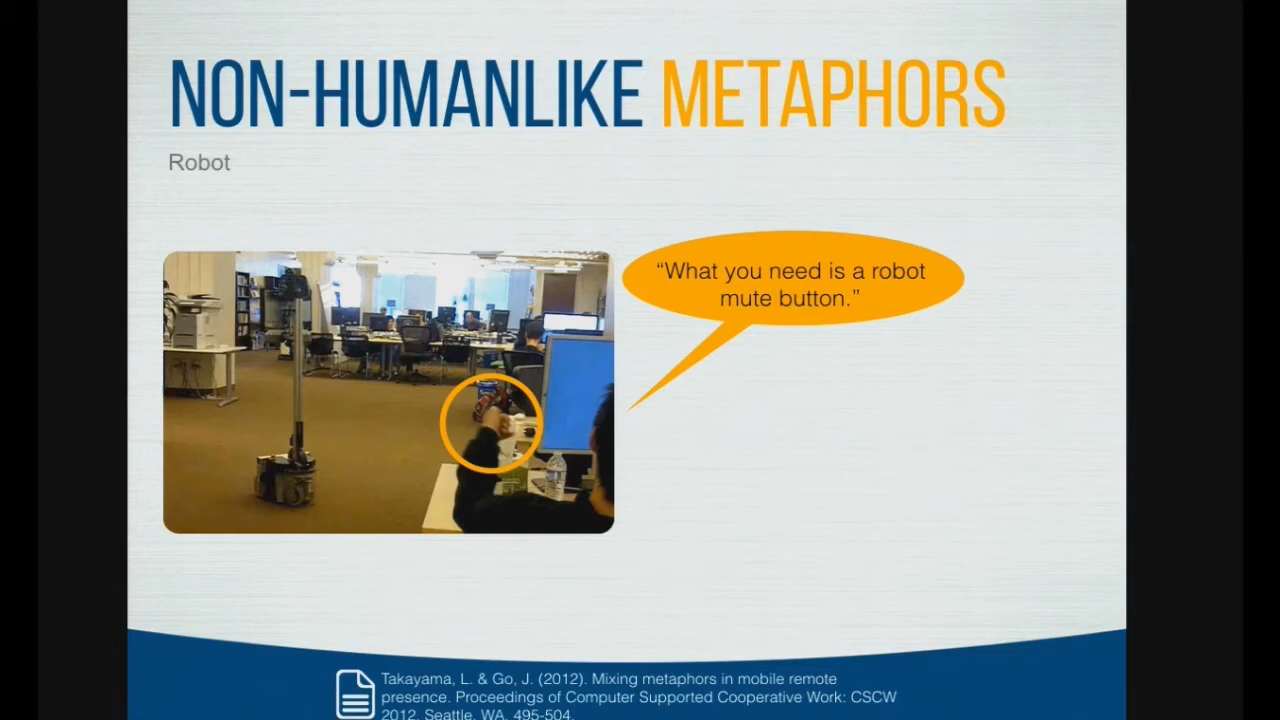 NON-HUMANLIKE METAPHORS
Robot
“What you need is a robot
mute button.”
Takayama, L. & Go, J. (2012). Mixing metaphors in mobile remote
presence. Proceedings of Computer Supported Cooperative Work: CSCW
2012. Seattle, WA, 495-504.